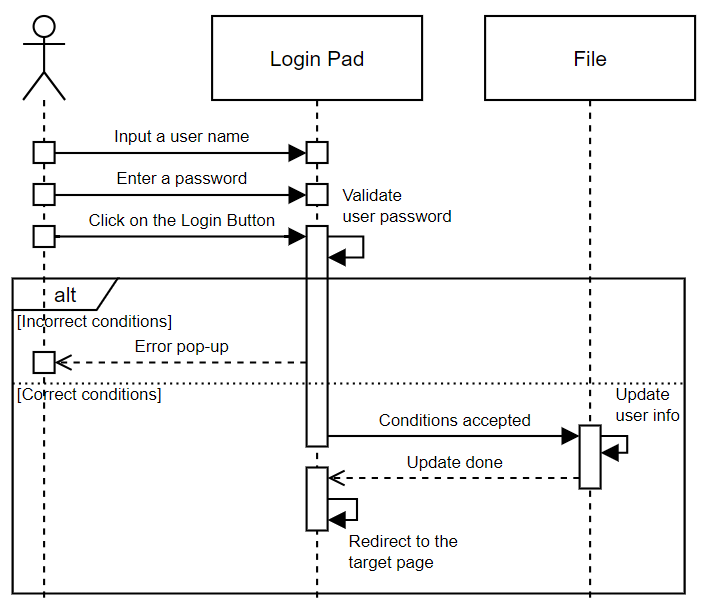 Login Pad
File
Input a user name
Enter a password
Validate
user password
Click on the Login Button
alt
[Incorrect conditions]
Error pop-up
[Correct conditions]
Update
user info
Conditions accepted
Update done
Redirect to the
target page